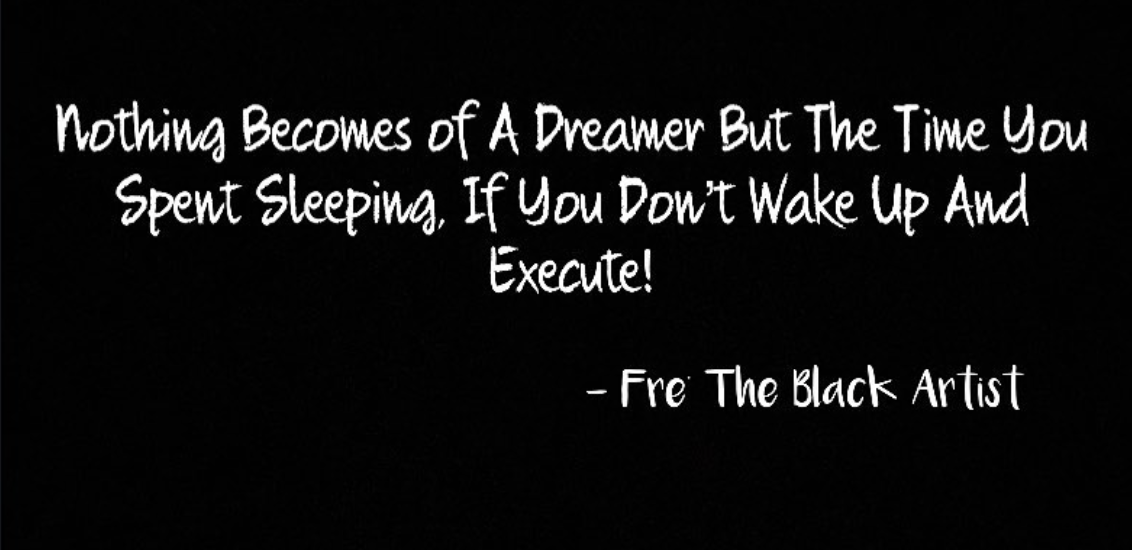 Nothing Becomes of A Dreamer But The Time You
Spent Sleeping, If You Don't Wake Up And
Execute!
- Fre' The Black Artist